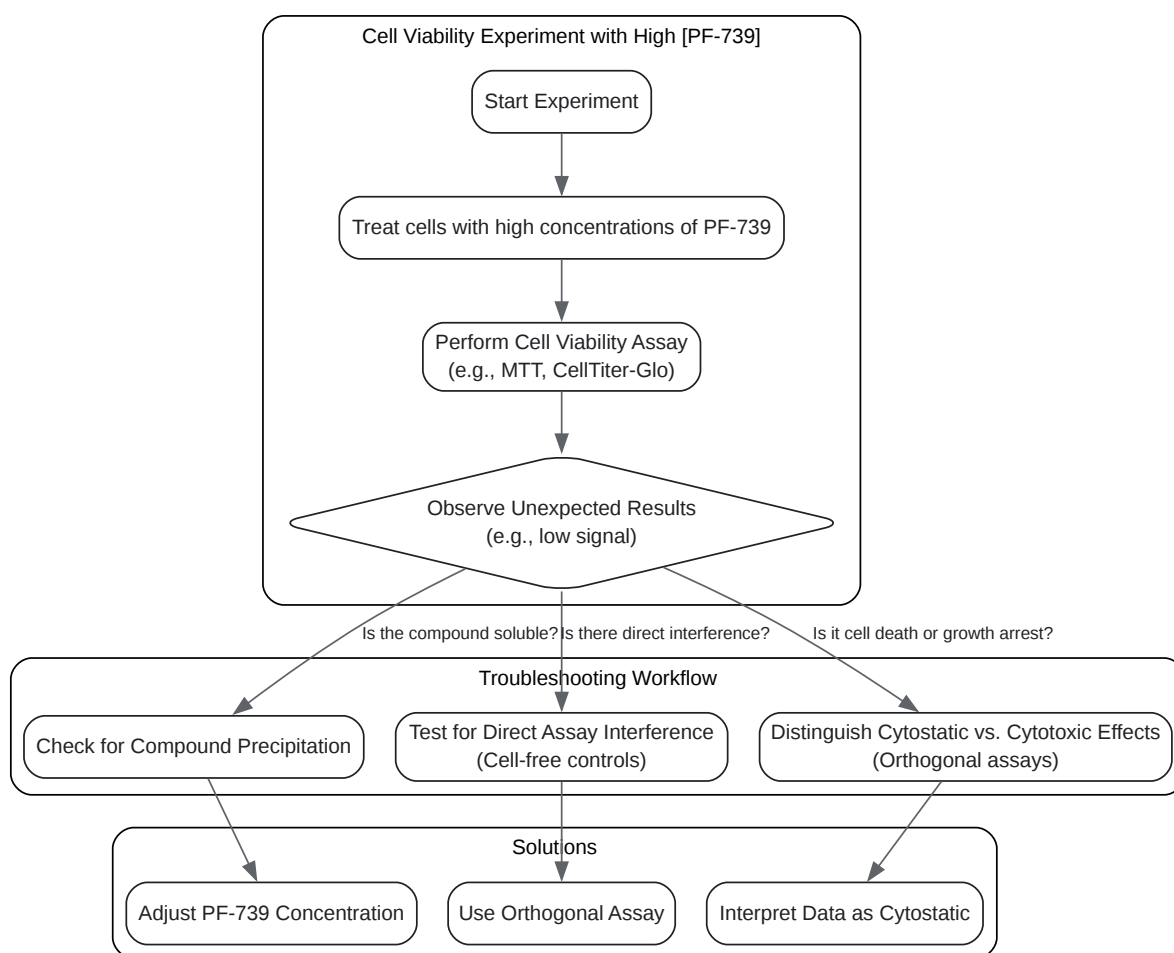 Cell Viability Experiment with High [PF-739]
Start Experiment
Treat cells with high concentrations of PF-739
Perform Cell Viability Assay
(e.g., MTT, CellTiter-Glo)
Observe Unexpected Results
(e.g., low signal)
Is the compound soluble?
Is there direct interference?
Is it cell death or growth arrest?
Troubleshooting Workflow
Check for Compound Precipitation
Test for Direct Assay Interference
(Cell-free controls)
Distinguish Cytostatic vs. Cytotoxic Effects
(Orthogonal assays)
Solutions
Adjust PF-739 Concentration
Use Orthogonal Assay
Interpret Data as Cytostatic